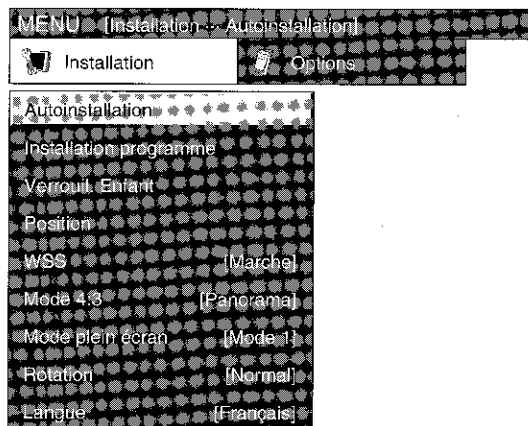 MENU [Installation -- Autoinstallation]
Installation
Options
Autoinstallation
Installation programme
Verrouil. Enfant
Position
WSS [Marche]
Mode 4:3 [Panorama]
Mode plein écran [Mode 1]
Rotation [Normal]
Langue [Français]